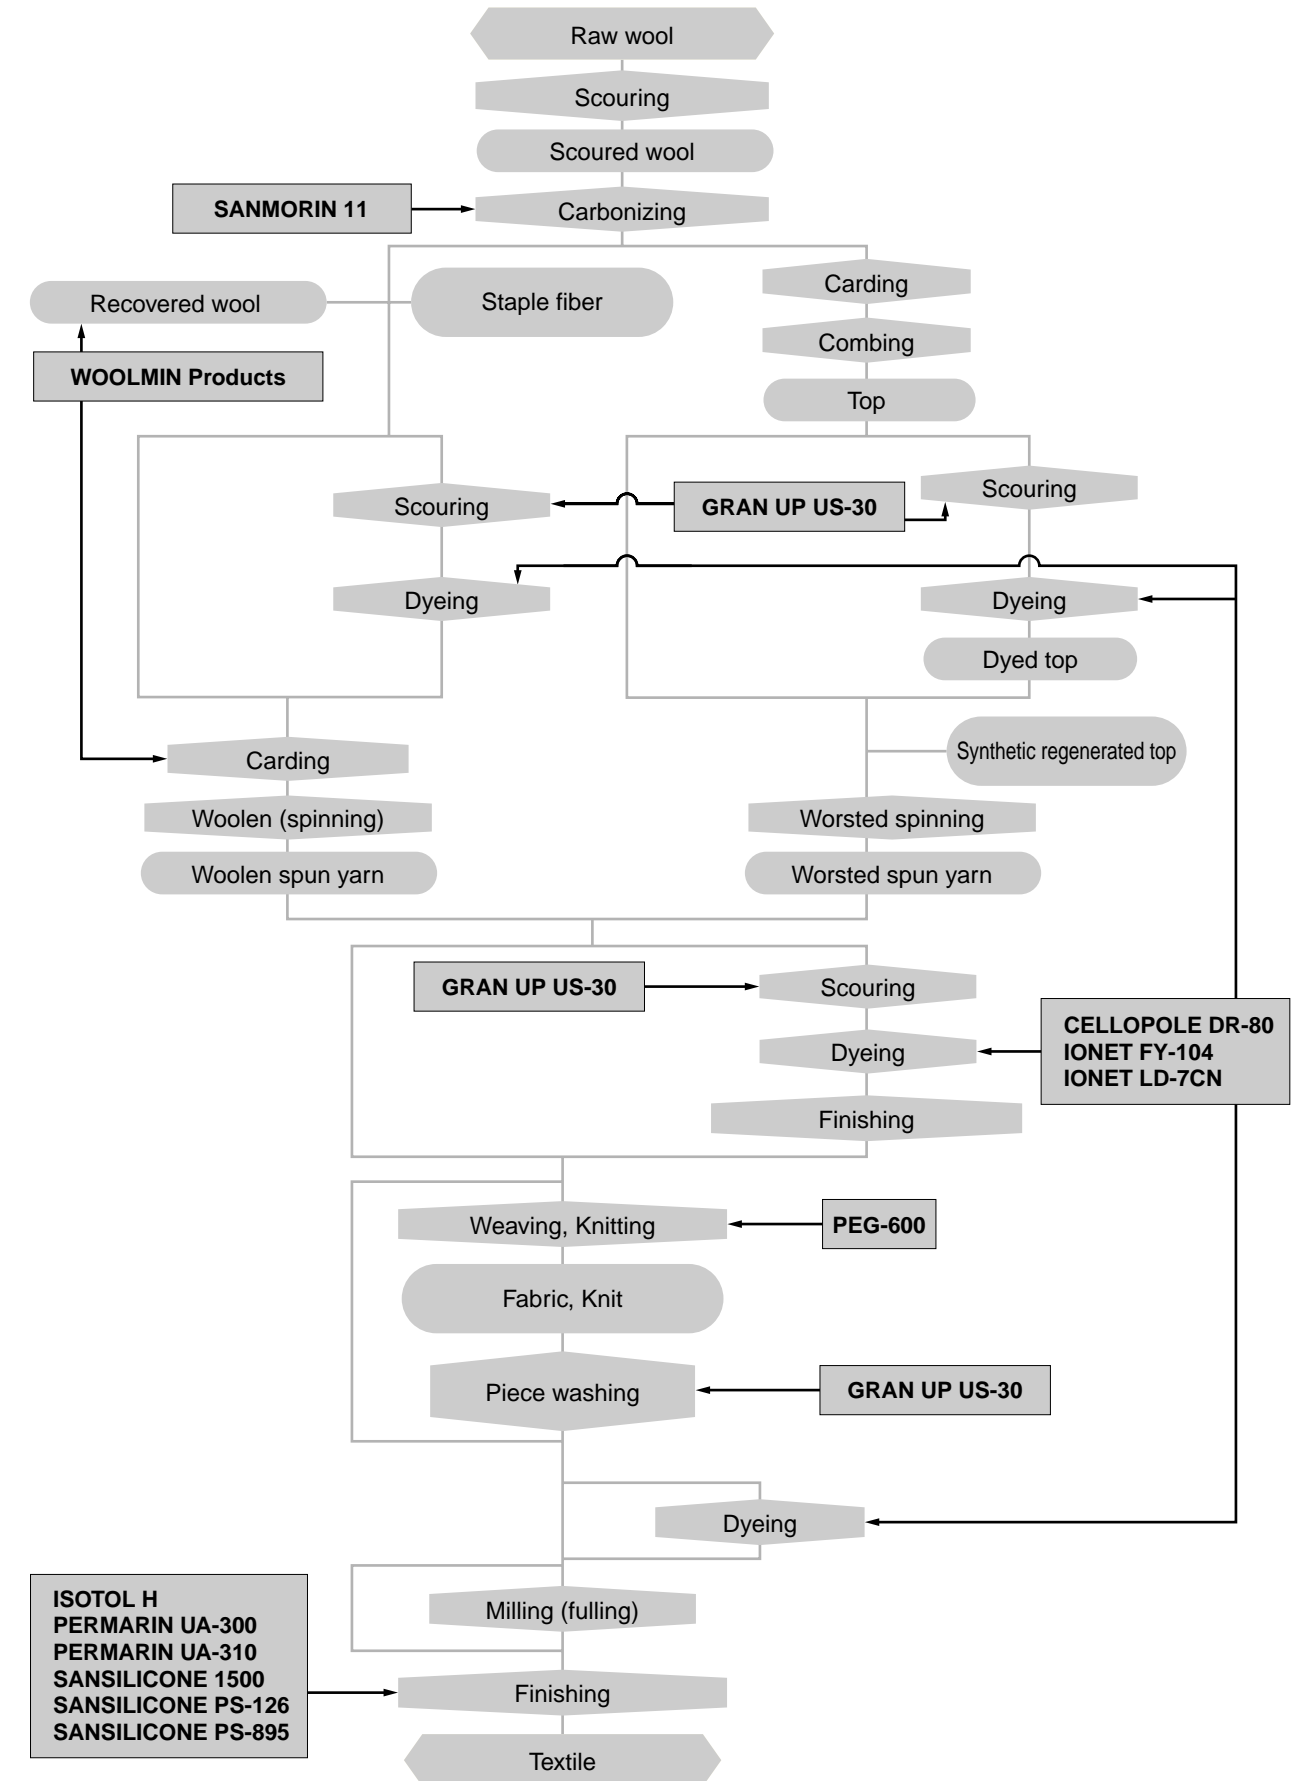 Raw wool
Scouring
Scoured wool
SANMORIN 11
Carbonizing
Carding
Recovered wool
Staple fiber
Combing
WOOLMIN Products
Top
Scouring
GRAN UP US-30
Scouring
Dyeing
Dyeing
Dyed top
Carding
Synthetic regenerated top
Woolen (spinning)
Worsted spinning
Woolen spun yarn
Worsted spun yarn
GRAN UP US-30
Scouring
CELLOPOLE DR-80
IONET FY-104
IONET LD-7CN
Dyeing
Finishing
Weaving, Knitting
PEG-600
Fabric, Knit
Piece washing
GRAN UP US-30
Dyeing
ISOTOL H
PERMARIN UA-300
PERMARIN UA-310
SANSILICONE 1500
SANSILICONE PS-126
SANSILICONE PS-895
Milling (fulling)
Finishing
Textile